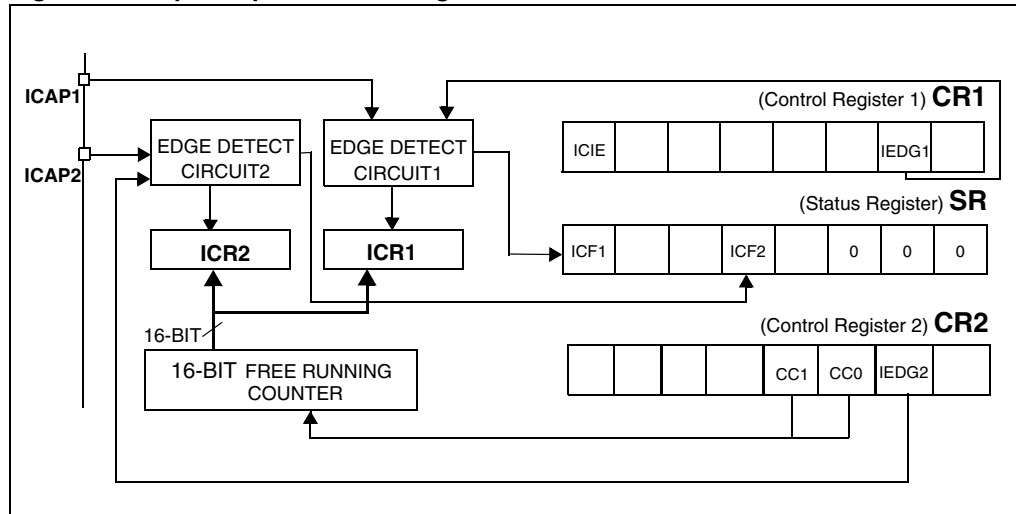 ICAP1
ICAP2
EDGE DETECT
CIRCUIT2
EDGE DETECT
CIRCUIT1
ICR2
ICR1
16-BIT
16-BIT FREE RUNNING
COUNTER
(Control Register 1) CR1
ICIE IEDG1
(Status Register) SR
ICF1 ICF2 0 0 0
(Control Register 2) CR2
CC1 CC0 IEDG2